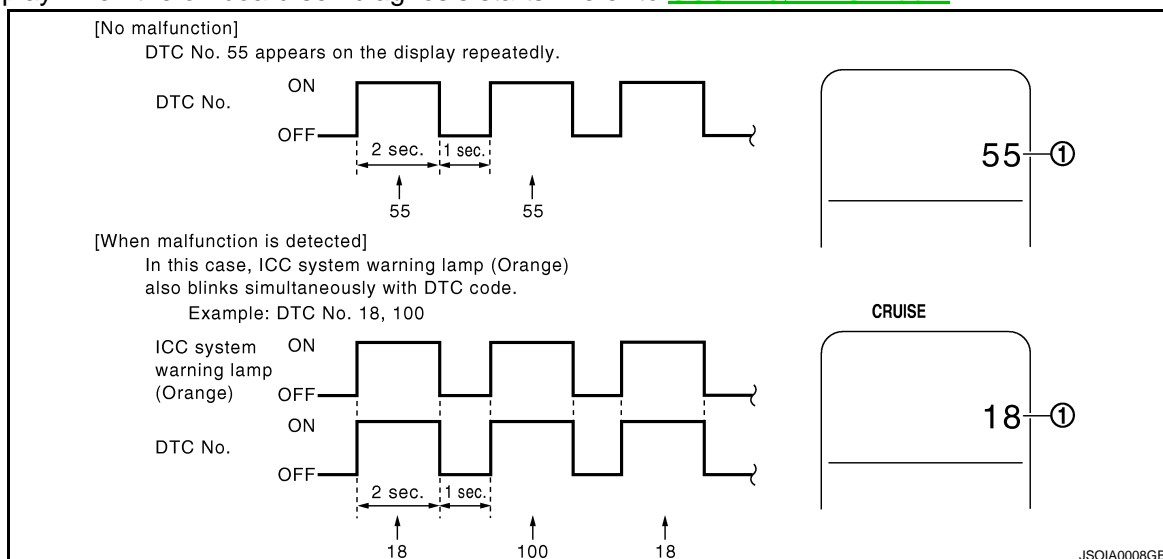 [No malfunction]
DTC No. 55 appears on the display repeatedly.
DTC No.
ON
OFF
2 sec.
1 sec.
55
55
55
①
[When malfunction is detected]
In this case, ICC system warning lamp (Orange)
also blinks simultaneously with DTC code.
Example: DTC No. 18, 100
ICC system
warning lamp
(Orange)
ON
OFF
DTC No.
ON
OFF
2 sec.
1 sec.
18
100
18
CRUISE
18
①
JSOIA0008GB